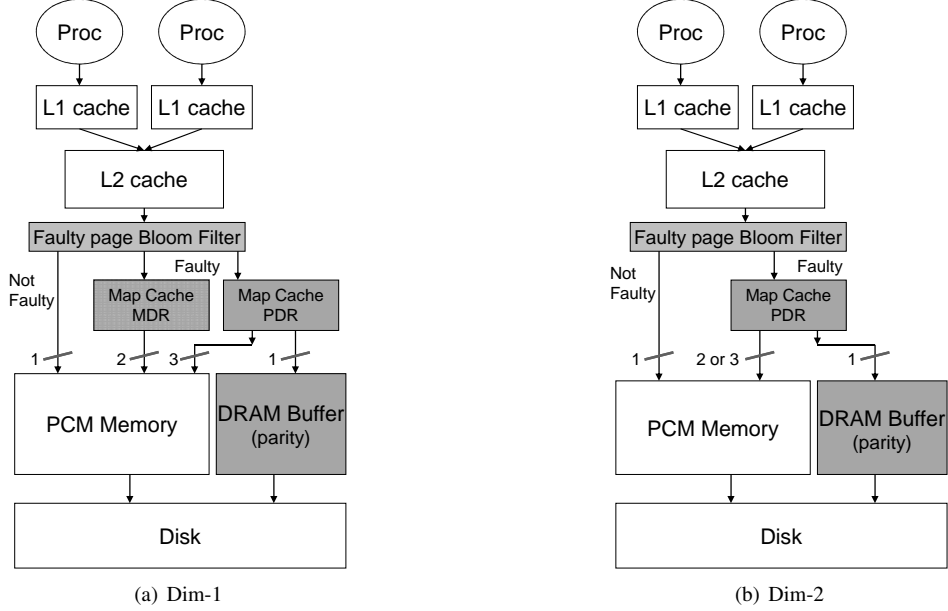 Proc Proc
L1 cache L1 cache
L2 cache
Faulty page Bloom Filter
Not
Faulty
Faulty
Map Cache
MDR
Map Cache
PDR
1 2 3 1
PCM Memory
DRAM Buffer
(parity)
Disk
(a) Dim-1
Proc Proc
L1 cache L1 cache
L2 cache
Faulty page Bloom Filter
Not
Faulty
Faulty
Map Cache
PDR
1 2 or 3 1
PCM Memory
DRAM Buffer
(parity)
Disk
(b) Dim-2